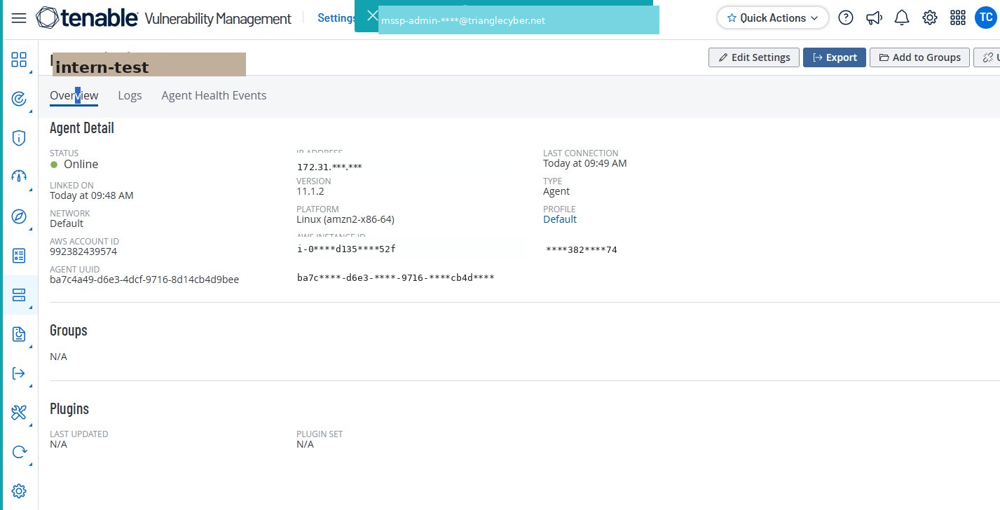 tenable Vulnerability Management Settings mssp-admin-****@trianglecyber.net Quick Actions TC
intern-test Edit Settings Export Add to Groups
Overview Logs Agent Health Events
Agent Detail
STATUS IP ADDRESS LAST CONNECTION
Online 172.31.***.*** Today at 09:49 AM
LINKED ON VERSION TYPE
Today at 09:48 AM 11.1.2 Agent
NETWORK PLATFORM PROFILE
Default Linux (amzn2-x86-64) Default
AWS ACCOUNT ID AWS INSTANCE ID
992382439574 i-0****d135****52f ****382****74
AGENT UUID
ba7c4a49-d6e3-4dcf-9716-8d14cb4d9bee ba7c****-d6e3-****-9716-****cb4d****
Groups
N/A
Plugins
LAST UPDATED PLUGIN SET
N/A N/A